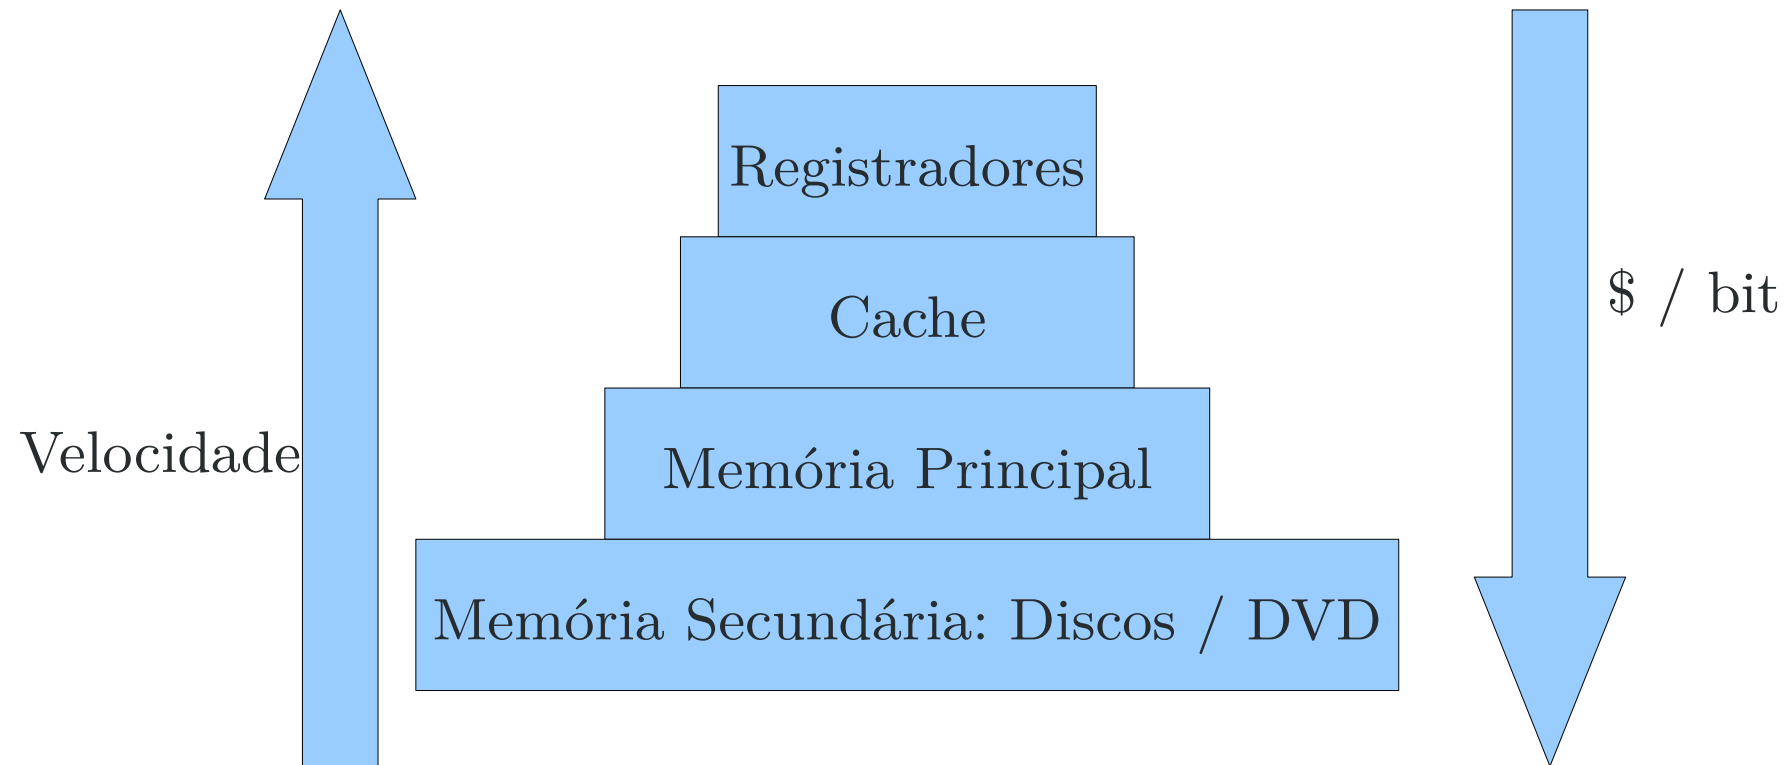 Registradores
$ / bit
Cache
Velocidade
Memória Principal
Memória Secundária: Discos / DVD